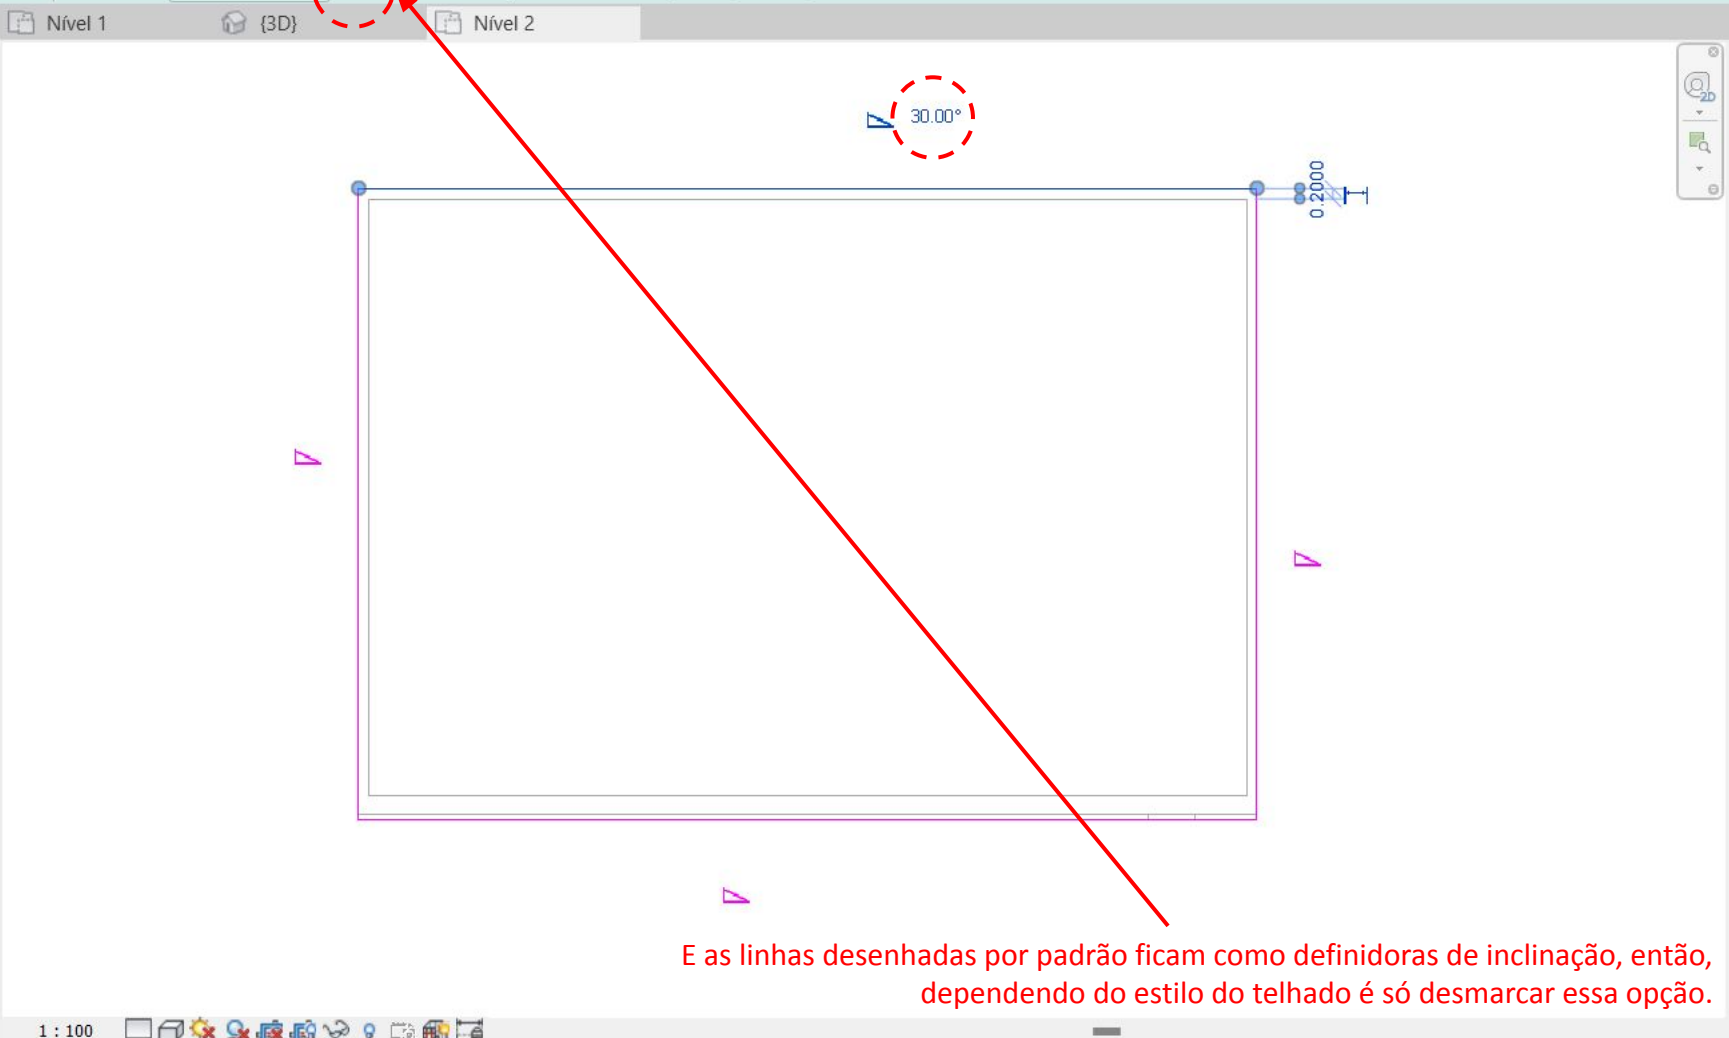 Nível 1
{3D}
Nível 2
2D
30.00°
0.2000
E as linhas desenhadas por padrão ficam como definidoras de inclinação, então,
dependendo do estilo do telhado é só desmarcar essa opção.
1 : 100